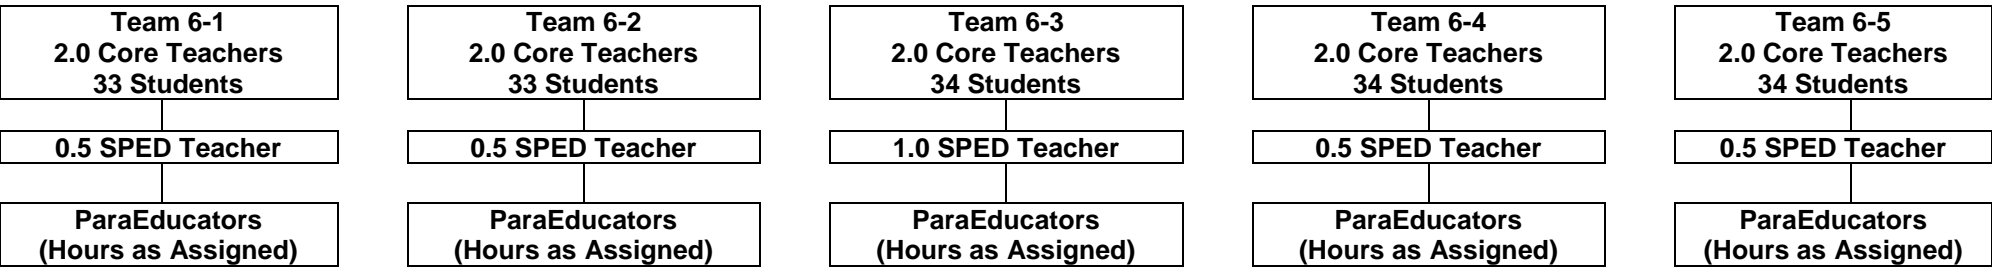 Team 6-1
2.0 Core Teachers
33 Students
0.5 SPED Teacher
ParaEducators
(Hours as Assigned)
Team 6-2
2.0 Core Teachers
33 Students
0.5 SPED Teacher
ParaEducators
(Hours as Assigned)
Team 6-3
2.0 Core Teachers
34 Students
1.0 SPED Teacher
ParaEducators
(Hours as Assigned)
Team 6-4
2.0 Core Teachers
34 Students
0.5 SPED Teacher
ParaEducators
(Hours as Assigned)
Team 6-5
2.0 Core Teachers
34 Students
0.5 SPED Teacher
ParaEducators
(Hours as Assigned)